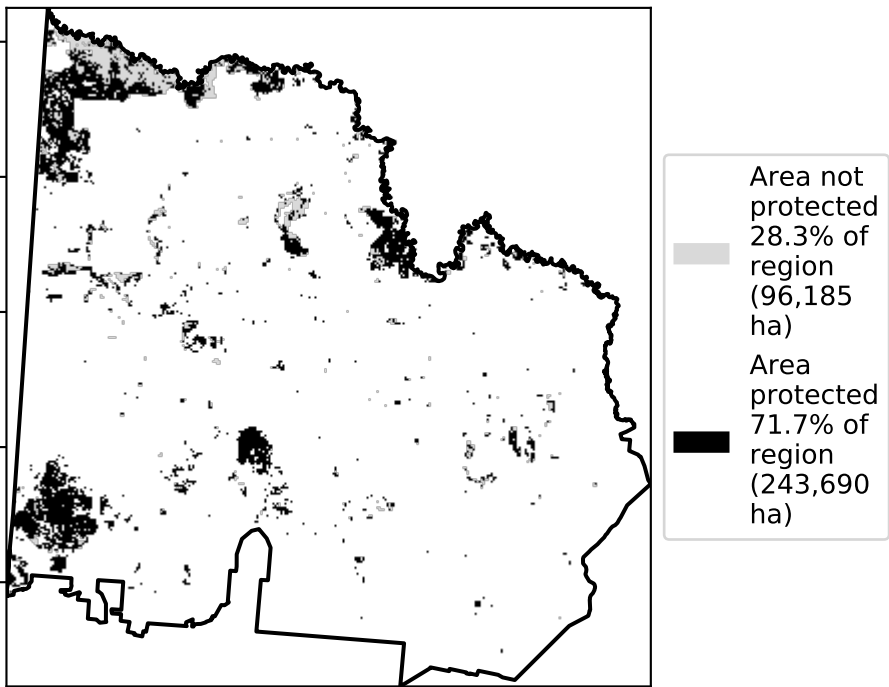 Area not
protected
28.3% of
region
(96,185
ha)
Area
protected
71.7% of
region
(243,690
ha)